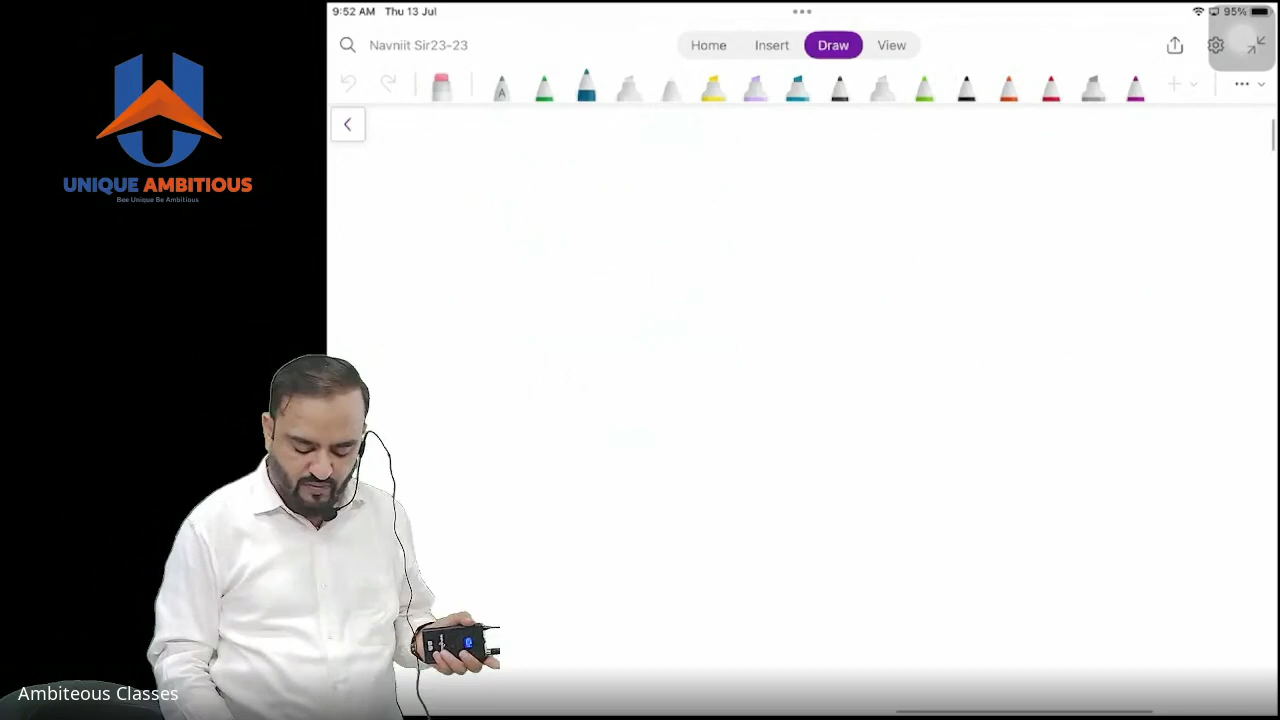 9:52 AM Thu 13 Jul
95%
Navniit Sir23-23
Home Insert Draw View
A
UNIQUE AMBITIOUS
Bee Unique Be Ambitious
Ambiteous Classes